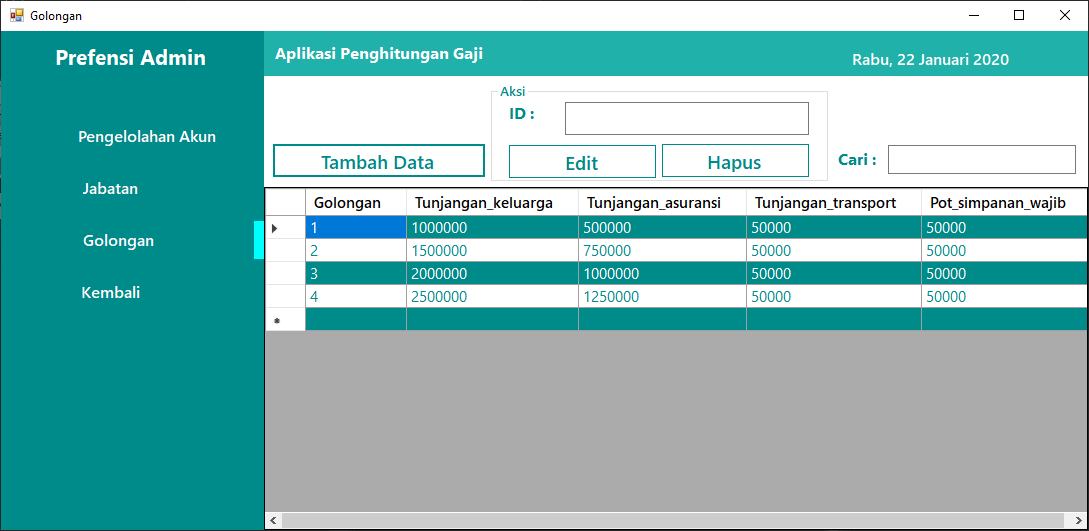 Golongan
Prefensi Admin
Aplikasi Penghitungan Gaji
Rabu, 22 Januari 2020
Pengelolahan Akun
Jabatan
Golongan
Kembali
Aksi
ID :
Tambah Data
Edit
Hapus
Cari :
Golongan Tunjangan_keluarga Tunjangan_asuransi Tunjangan_transport Pot_simpanan_wajib
1 1000000 500000 50000 50000
2 1500000 750000 50000 50000
3 2000000 1000000 50000 50000
4 2500000 1250000 50000 50000